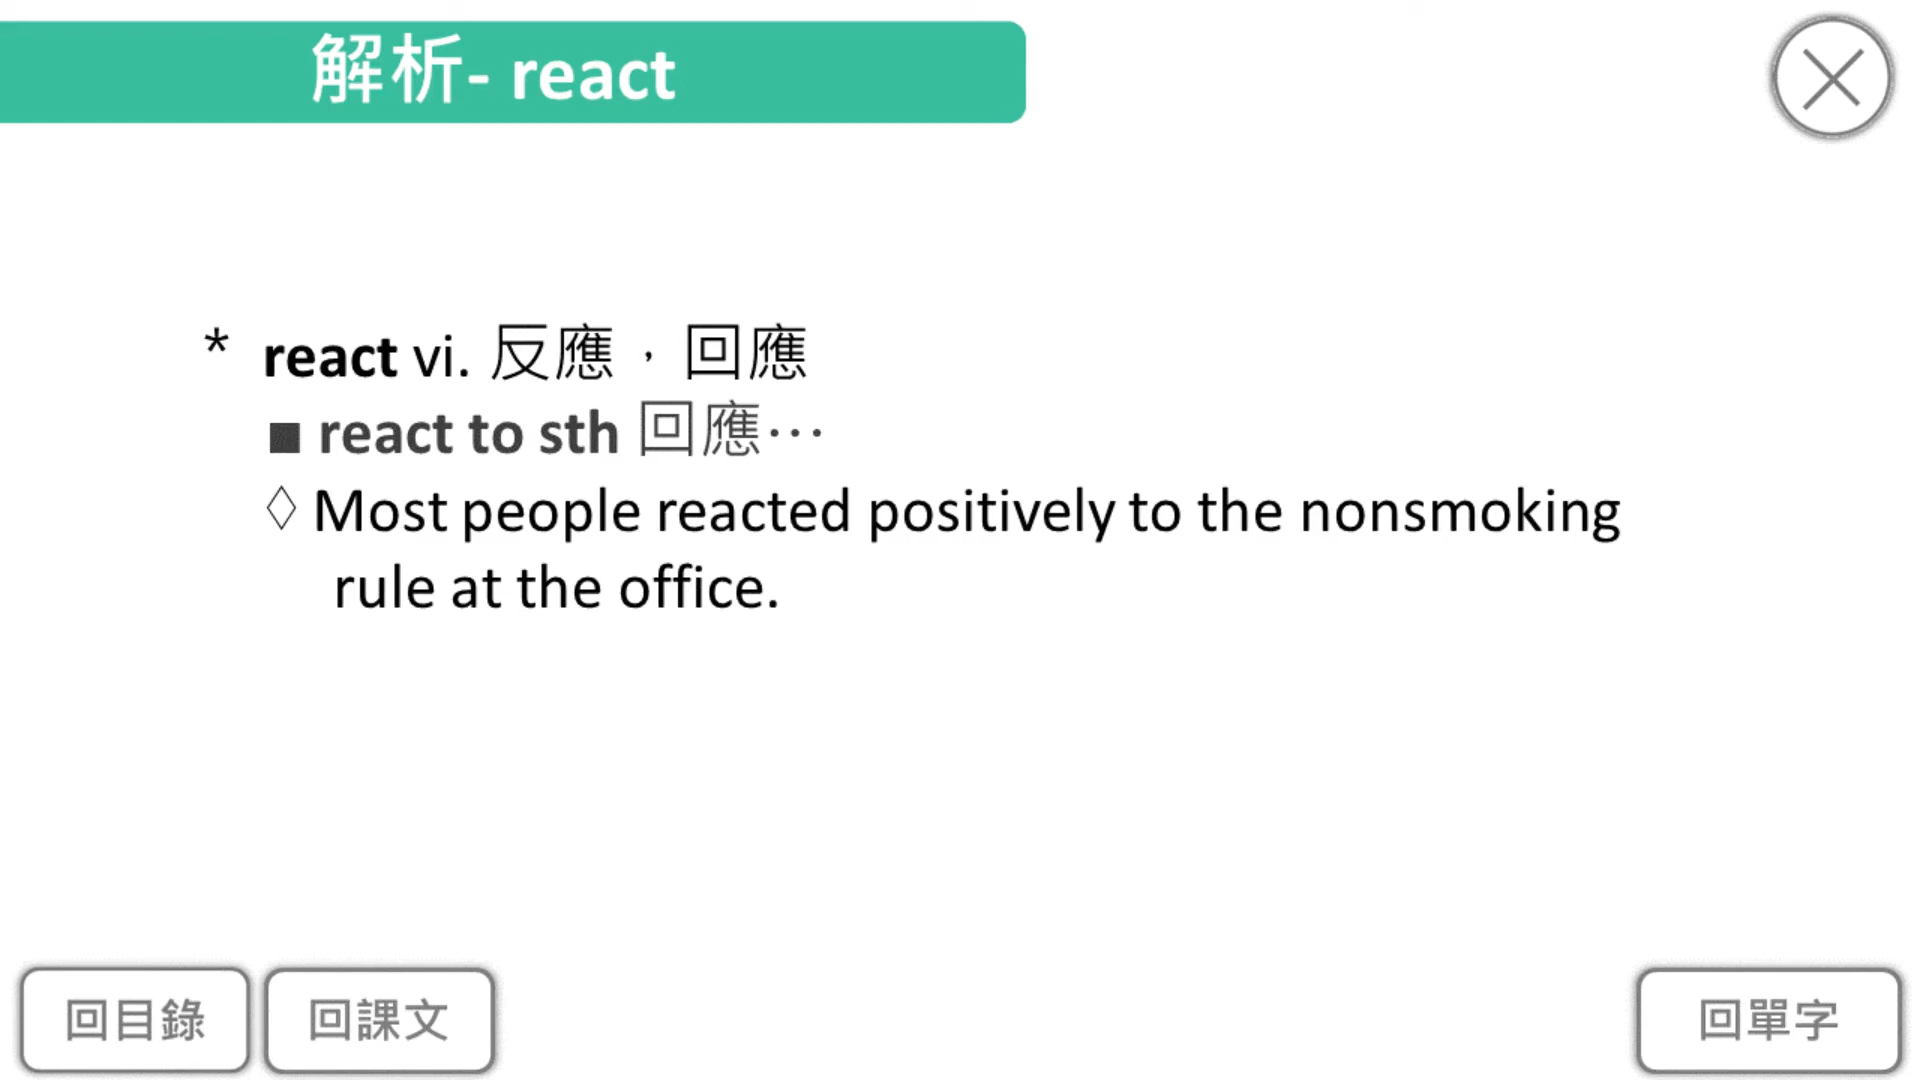 解析- react
* react vi. 反應，回應
■ react to sth 回應…
◊ Most people reacted positively to the nonsmoking
rule at the office.
回目錄
回課文
回單字